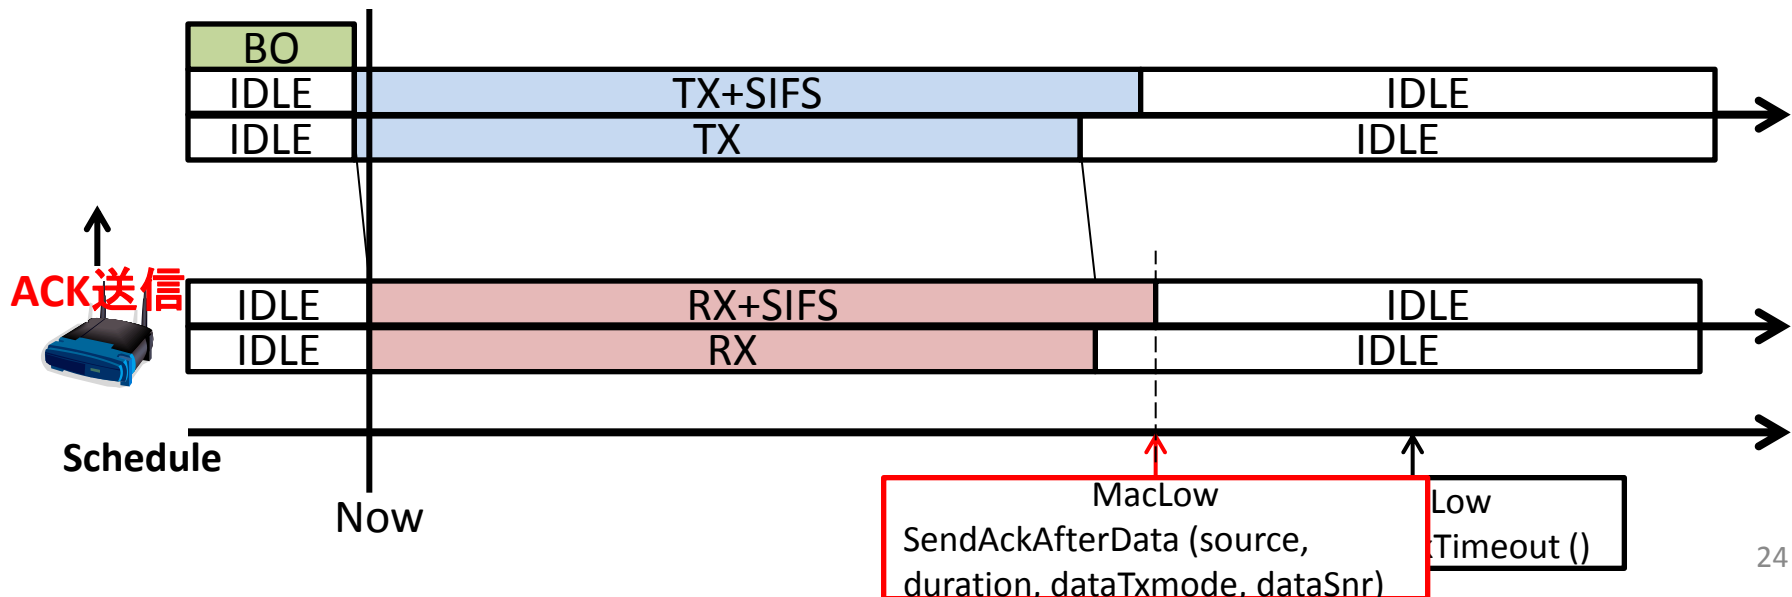 BO
IDLE TX+SIFS IDLE
IDLE TX IDLE
ACK送信
IDLE RX+SIFS IDLE
IDLE RX IDLE
Schedule
Now
MacLow
SendAckAfterData (source,
duration, dataTxmode, dataSnr)
Low
Timeout ()
24